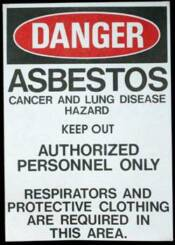 DANGER
ASBESTOS
CANCER AND LUNG DISEASE
HAZARD
KEEP OUT
AUTHORIZED
PERSONNEL ONLY
RESPIRATORS AND
PROTECTIVE CLOTHING
ARE REQUIRED IN
THIS AREA.